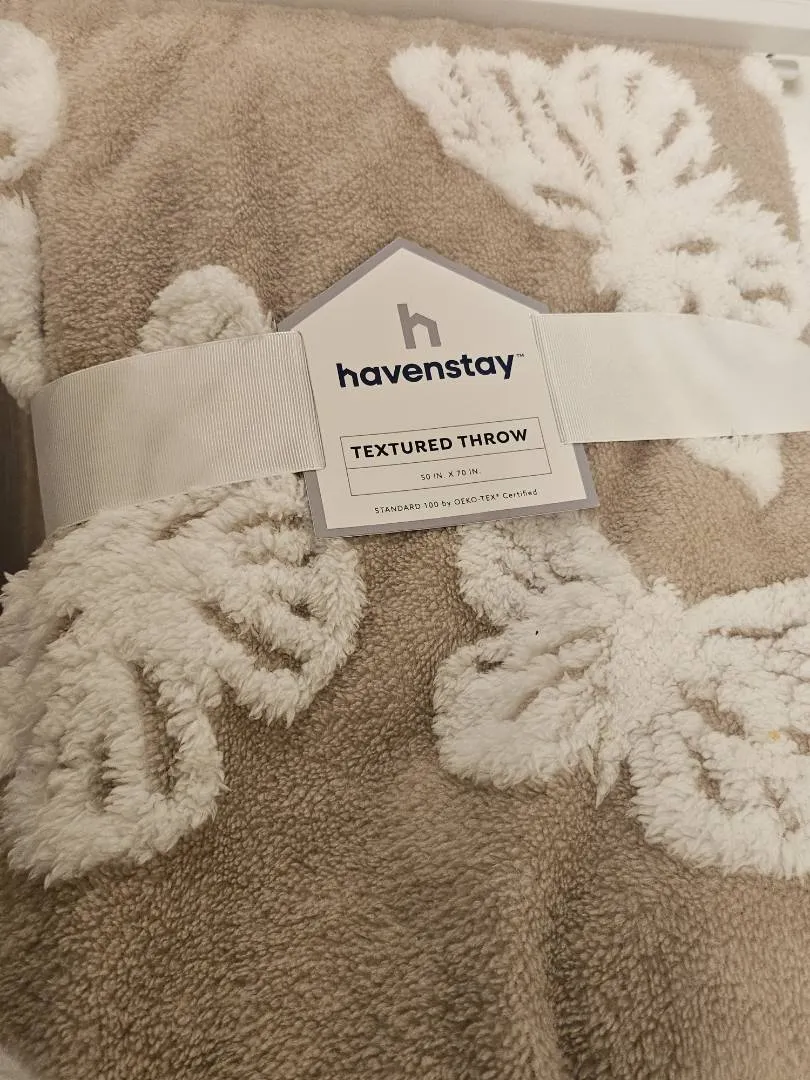 h
havenstay™
TEXTURED THROW
50 IN. X 70 IN.
STANDARD 100 by OEKO-TEX® Certified